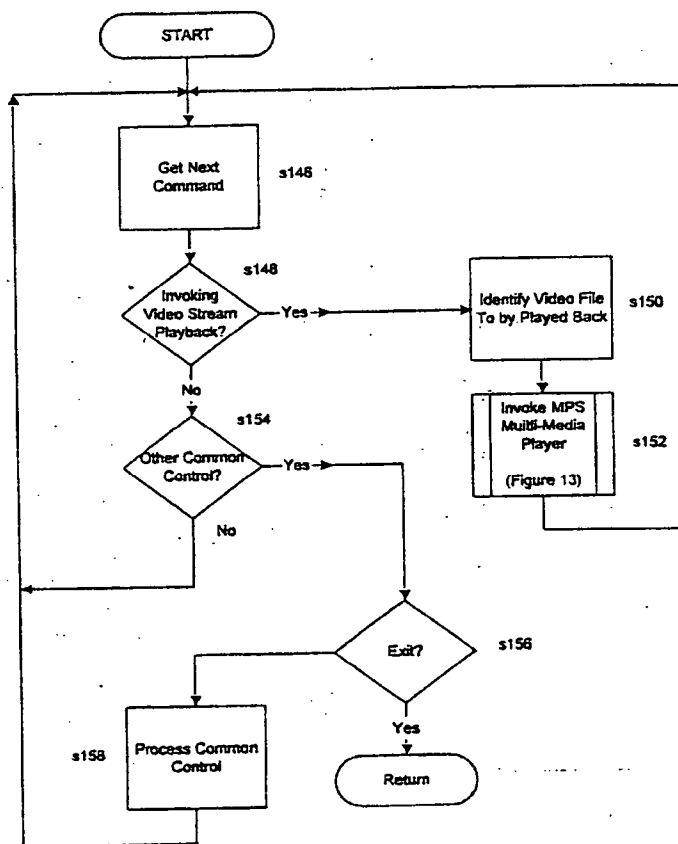 START
Get Next
Command
s146
s148
Invoking
Video Stream
Playback?
Yes
Identify Video File
To by Played Back
s150
No
Invoke MPS
Multi-Media
Player
(Figure 13)
s152
s154
Other Common
Control?
Yes
No
Exit?
s156
Yes
Process Common
Control
s158
Return